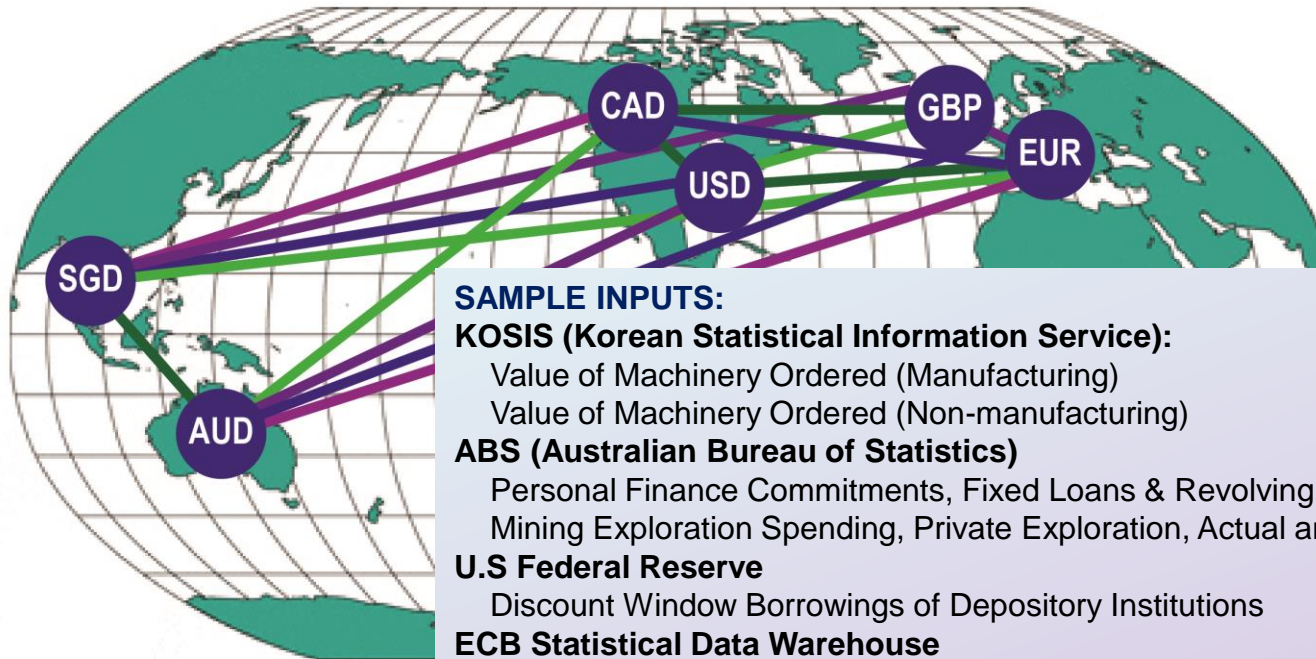 CAD
GBP
EUR
USD
SGD
AUD
SAMPLE INPUTS:
KOSIS (Korean Statistical Information Service):
Value of Machinery Ordered (Manufacturing)
Value of Machinery Ordered (Non-manufacturing)
ABS (Australian Bureau of Statistics)
Personal Finance Commitments, Fixed Loans & Revolving
Mining Exploration Spending, Private Exploration, Actual
U.S Federal Reserve
Discount Window Borrowings of Depository Institutions
ECB Statistical Data Warehouse